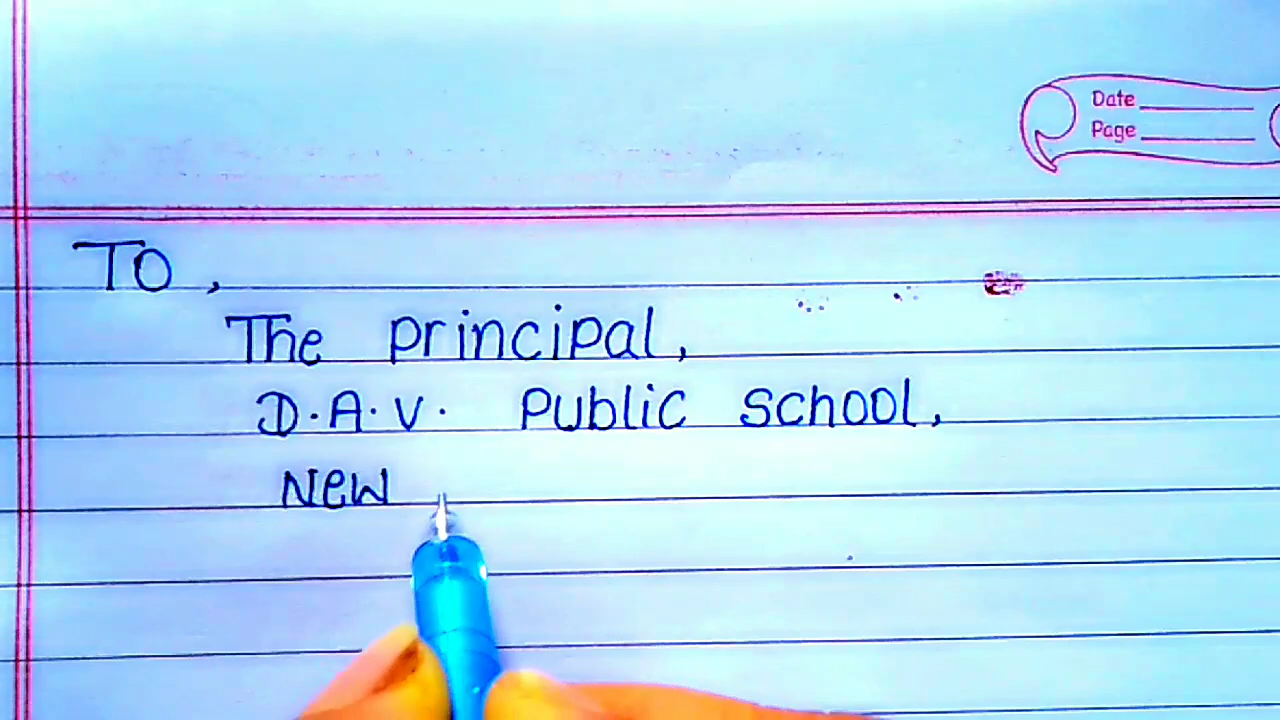 Date
Page
TO,
The principal,
D.A.V. Public School,
New